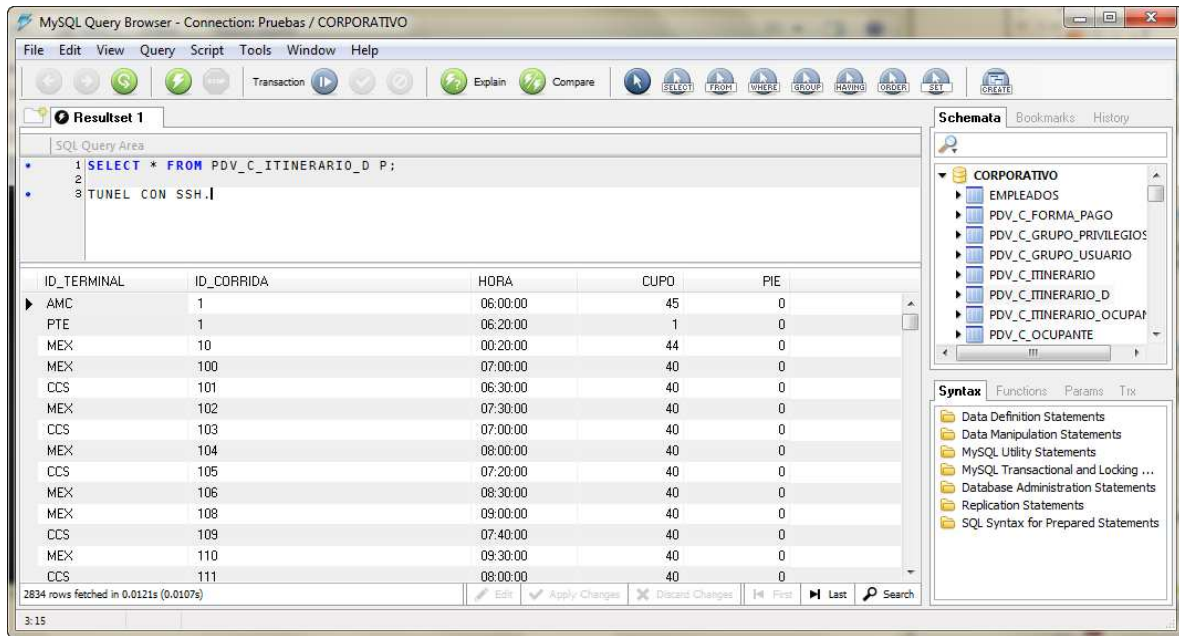 MySQL Query Browser - Connection: Pruebas / CORPORATIVO
File Edit View Query Script Tools Window Help
Transaction Explain Compare SELECT FROM WHERE GROUP HAVING ORDER SET CREATE
Resultset 1
SQL Query Area
1 SELECT * FROM PDV_C_ITINERARIO_D P;
2
3 TUNEL CON SSH.
ID_TERMINAL ID_CORRIDA HORA CUPO PIE
AMC 1 06:00:00 45 0
PTE 1 06:20:00 1 0
MEX 10 00:20:00 44 0
MEX 100 07:00:00 40 0
CCS 101 06:30:00 40 0
MEX 102 07:30:00 40 0
CCS 103 07:00:00 40 0
MEX 104 08:00:00 40 0
CCS 105 07:20:00 40 0
MEX 106 08:30:00 40 0
MEX 108 09:00:00 40 0
CCS 109 07:40:00 40 0
MEX 110 09:30:00 40 0
CCS 111 08:00:00 40 0
2834 rows fetched in 0.0121s (0.0107s) Edit Apply Changes Discard Changes First Last Search
3: 15
Schemata Bookmarks History
CORPORATIVO
EMPLEADOS
PDV_C_FORMA_PAGO
PDV_C_GRUPO_PRIVILEGIOS
PDV_C_GRUPO_USUARIO
PDV_C_ITINERARIO
PDV_C_ITINERARIO_D
PDV_C_ITINERARIO_OCUPAN
PDV_C_OCUPANTE
Syntax Functions Params Trx
Data Definition Statements
Data Manipulation Statements
MySQL Utility Statements
MySQL Transactional and Locking ...
Database Administration Statements
Replication Statements
SQL Syntax for Prepared Statements